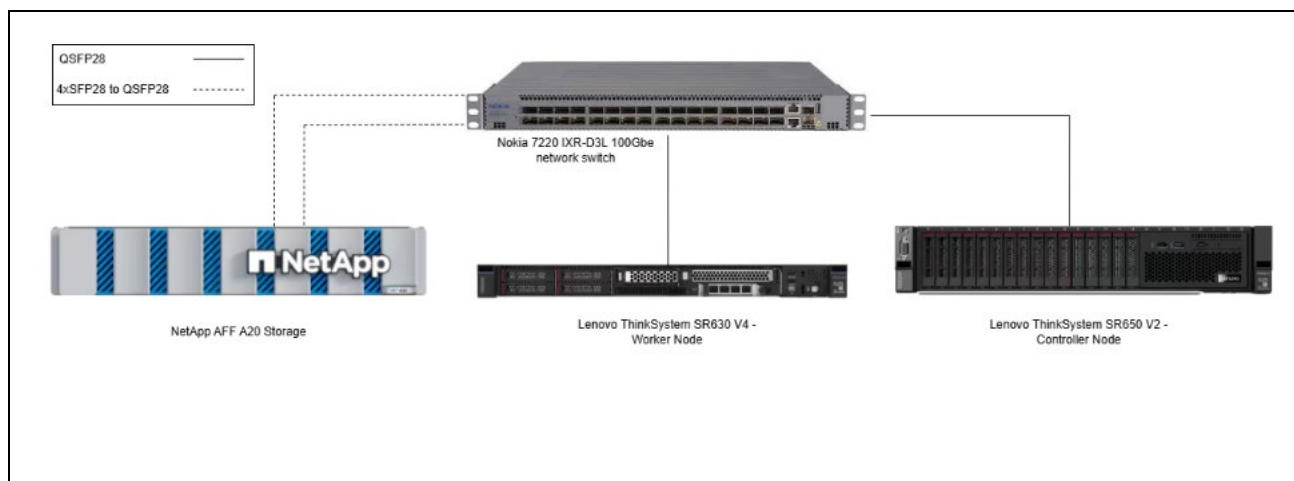 QSFP28
4xSFP28 to QSFP28
NOKIA
Nokia 7220 IXR-D3L 100Gbe
network switch
NetApp
NetApp AFF A20 Storage
Lenovo ThinkSystem SR630 V4 -
Worker Node
Lenovo ThinkSystem SR650 V2 -
Controller Node